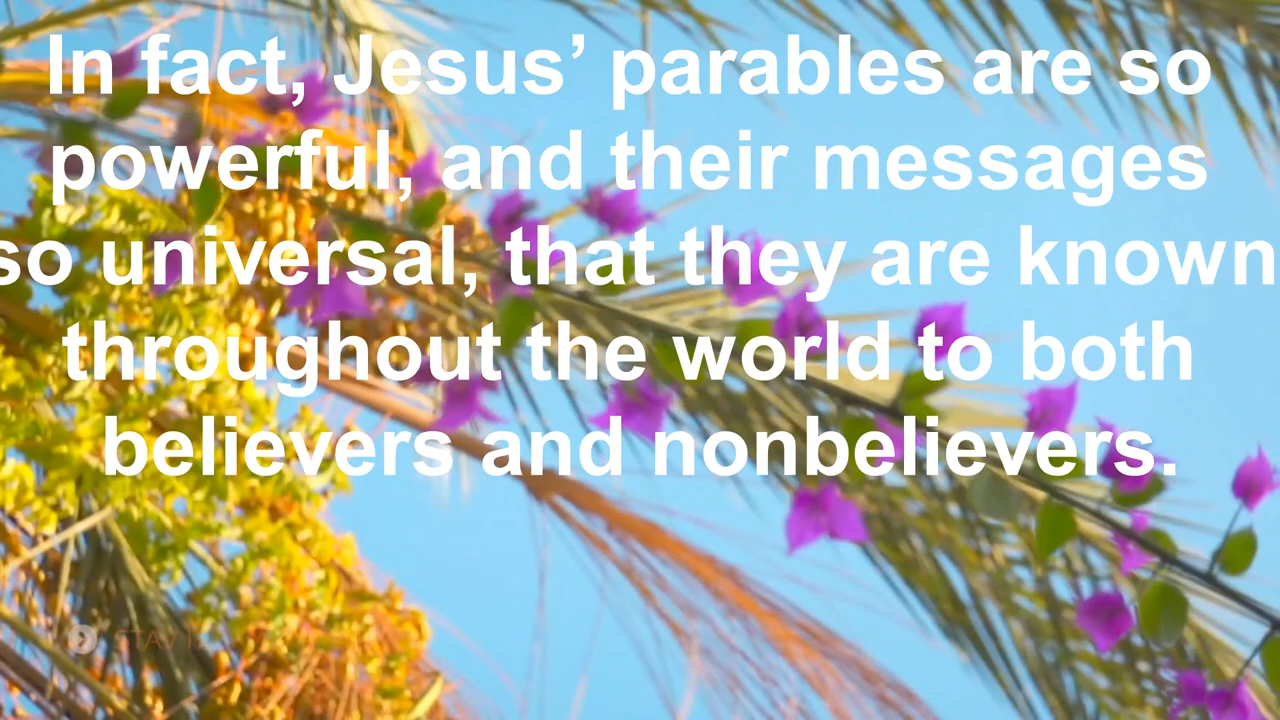 In fact, Jesus’ parables are so
powerful, and their messages
so universal, that they are known
throughout the world to both
believers and nonbelievers.